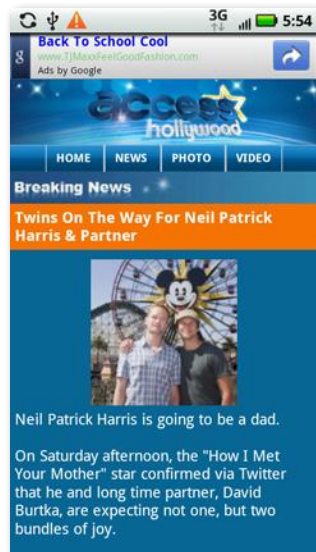 3G 5:54
Back To School Cool
www.TJMaxxFeelGoodFashion.com
Ads by Google
g
access
hollywood
HOME NEWS PHOTO VIDEO
Breaking News
Twins On The Way For Neil Patrick
Harris & Partner
Neil Patrick Harris is going to be a dad.
On Saturday afternoon, the "How I Met
Your Mother" star confirmed via Twitter
that he and long time partner, David
Burtka, are expecting not one, but two
bundles of joy.